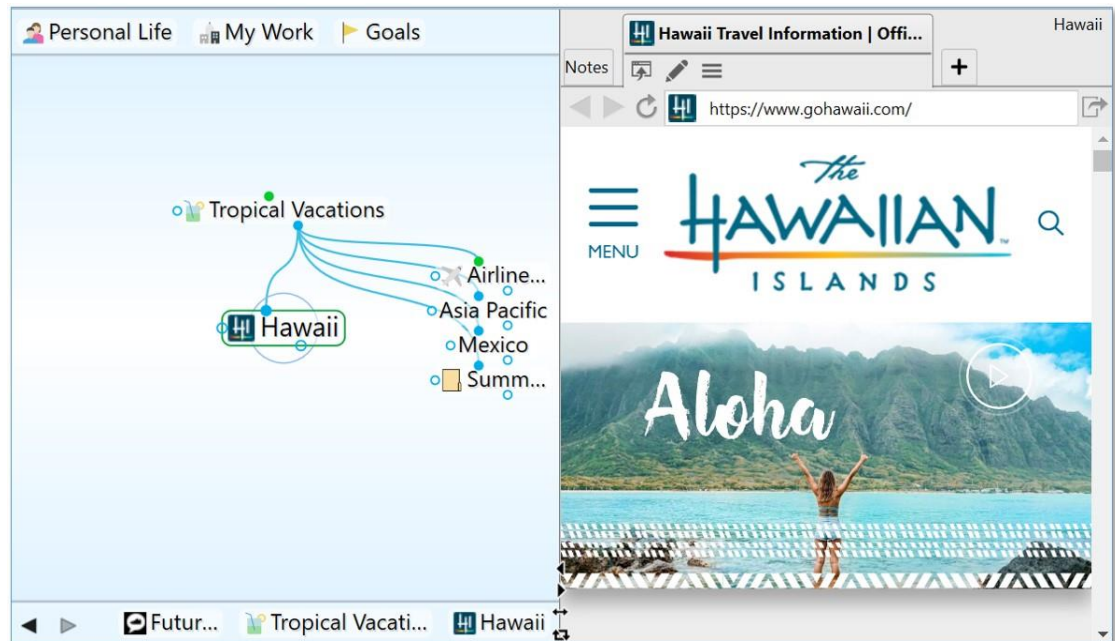 Personal Life My Work Goals
Tropical Vacations
Airline...
Asia Pacific
Hawaii
Mexico
Summ...
Futur... Tropical Vacati... Hawaii
Hawaii Travel Information | Offi...
Hawaii
Notes
+
https://www.gohawaii.com/
The
HAWAIIAN
ISLANDS
MENU
Aloha